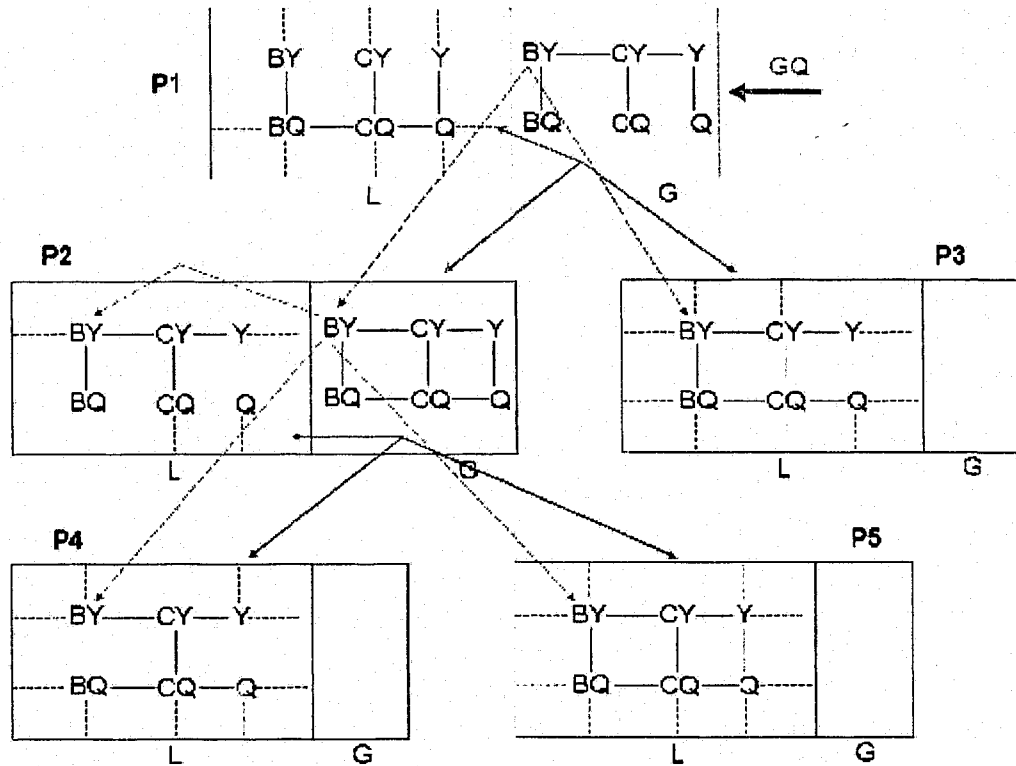 BY CY Y BY CY Y GQ
P1
BQ CQ Q BQ CQ Q
L G
P2 P3
BY CY Y BY CY Y BY CY Y
BQ CQ Q BQ CQ Q BQ CQ Q
L G L G
P4 P5
BY CY Y BY CY Y
BQ CQ Q BQ CQ Q
L G L G